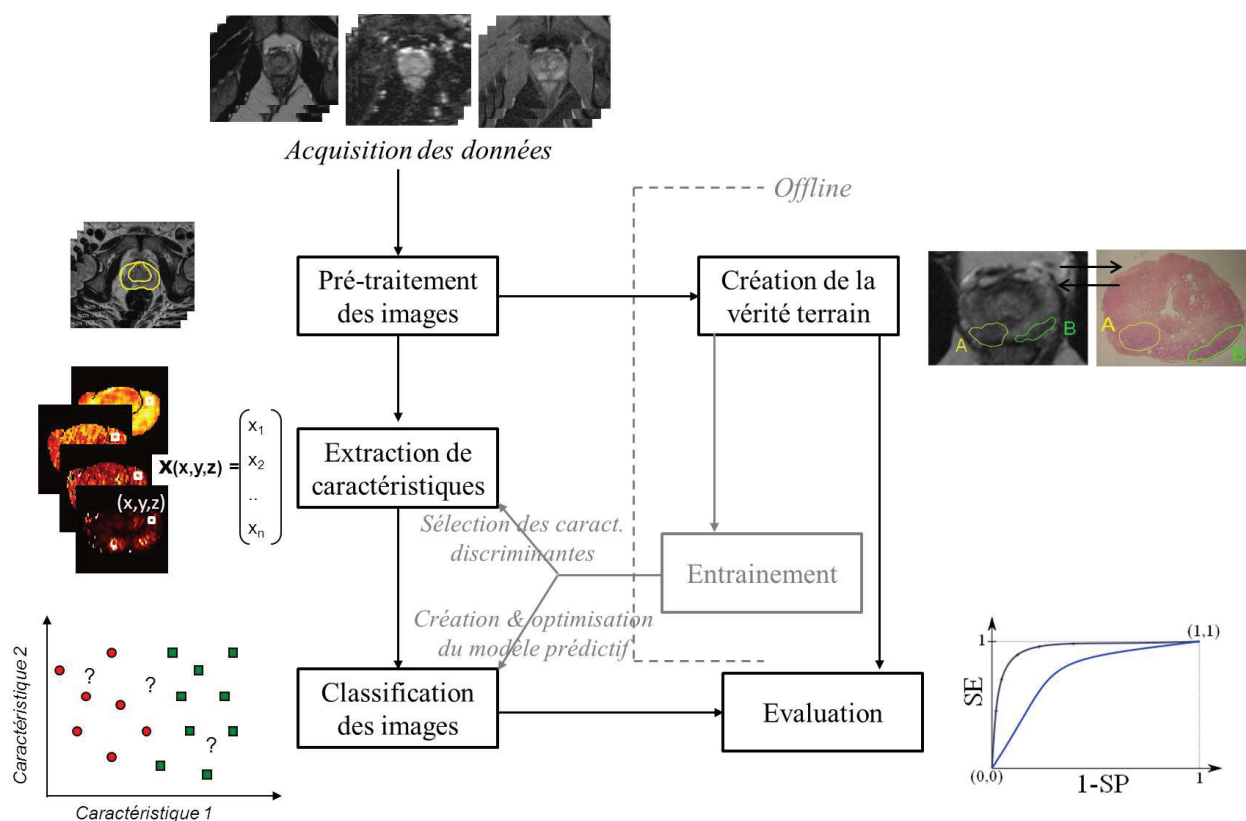 Acquisition des données
Offline
Pré-traitement
des images
Création de la
vérité terrain
A
B
A
B
Extraction de
caractéristiques
X(x,y,z) =
x1
x2
..
xn
(x,y,z)
Sélection des caract.
discriminantes
Entrainement
Création & optimisation
du modèle prédictif
Classification
des images
Evaluation
Caractéristique 2
?
?
?
Caractéristique 1
SE
1
(1,1)
(0,0)
1-SP
1